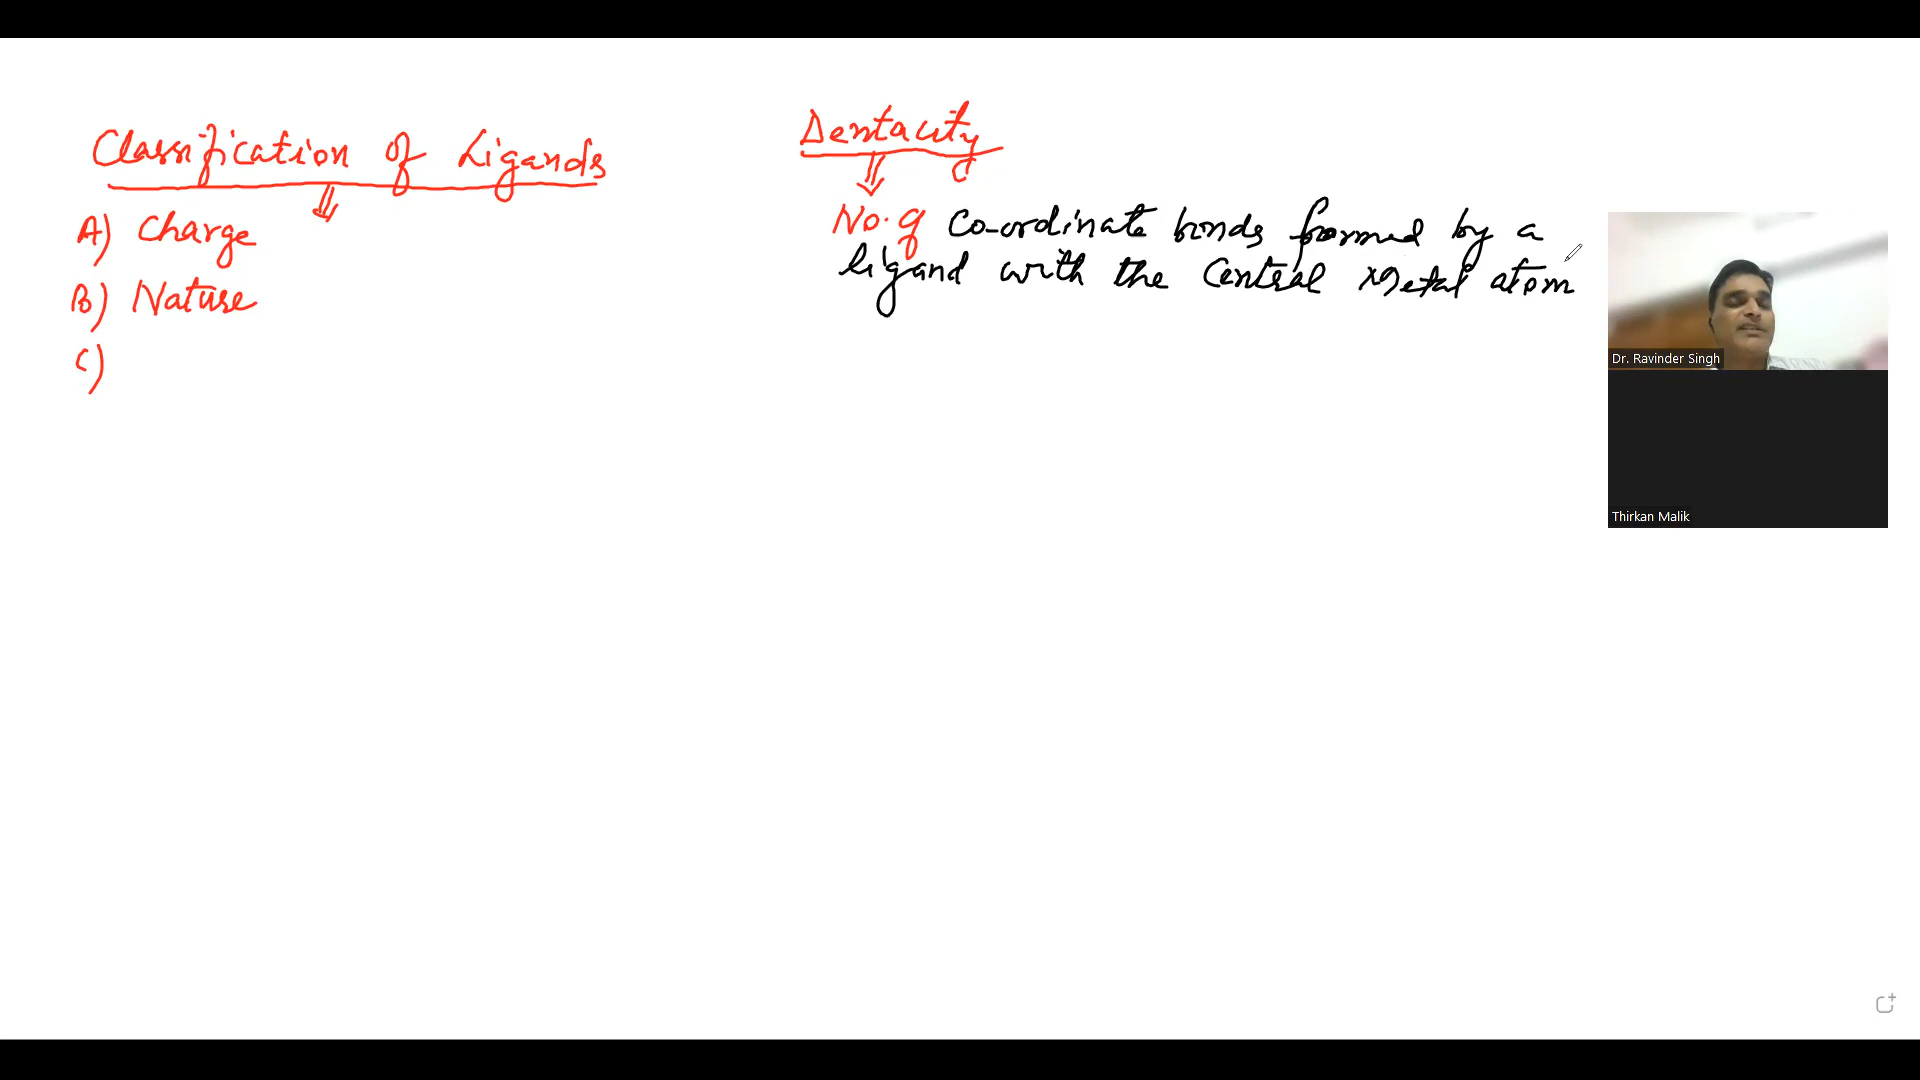 Classification of Ligands
A) Charge
B) Nature
C)
Dentacity
No. of Co-ordinate bonds formed by a
ligand with the Central Metal atom
Dr. Ravinder Singh
Thirkan Malik